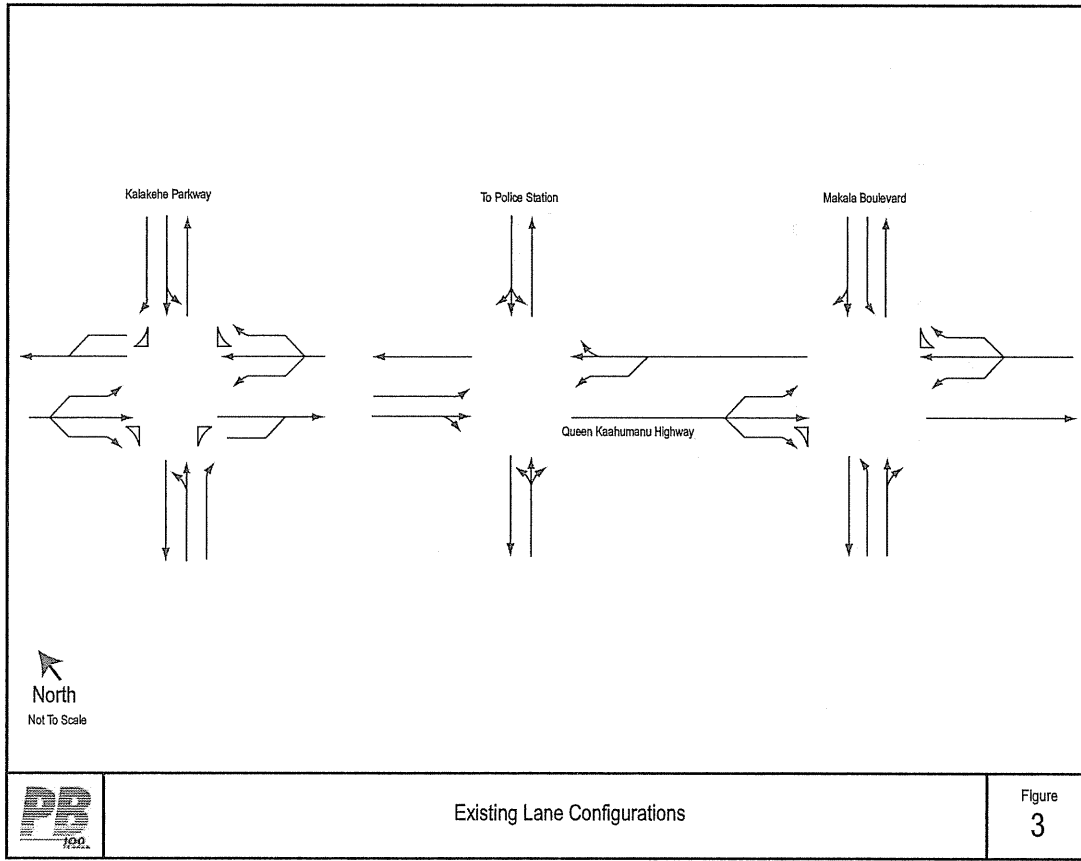 Kalakehe Parkway
To Police Station
Makala Boulevard
Queen Kaahumanu Highway
North
Not To Scale
PB
100
Existing Lane Configurations
Figure
3